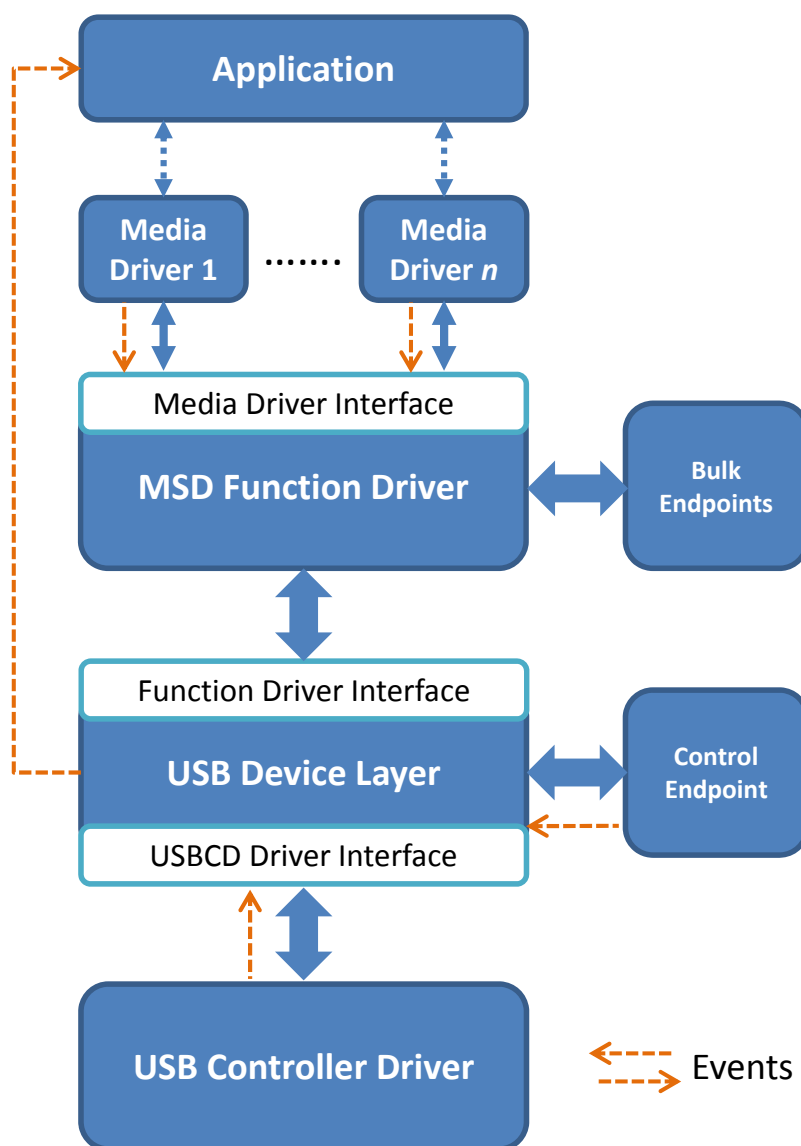 Application
Media
Driver 1
.......
Media
Driver n
Media Driver Interface
MSD Function Driver
Bulk
Endpoints
Function Driver Interface
USB Device Layer
Control
Endpoint
USBCD Driver Interface
USB Controller Driver
Events